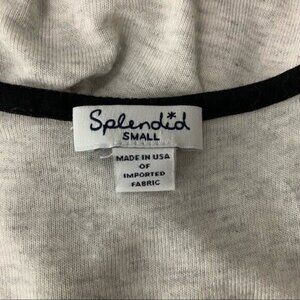 Splendid
SMALL
MADE IN USA
OF
IMPORTED
FABRIC